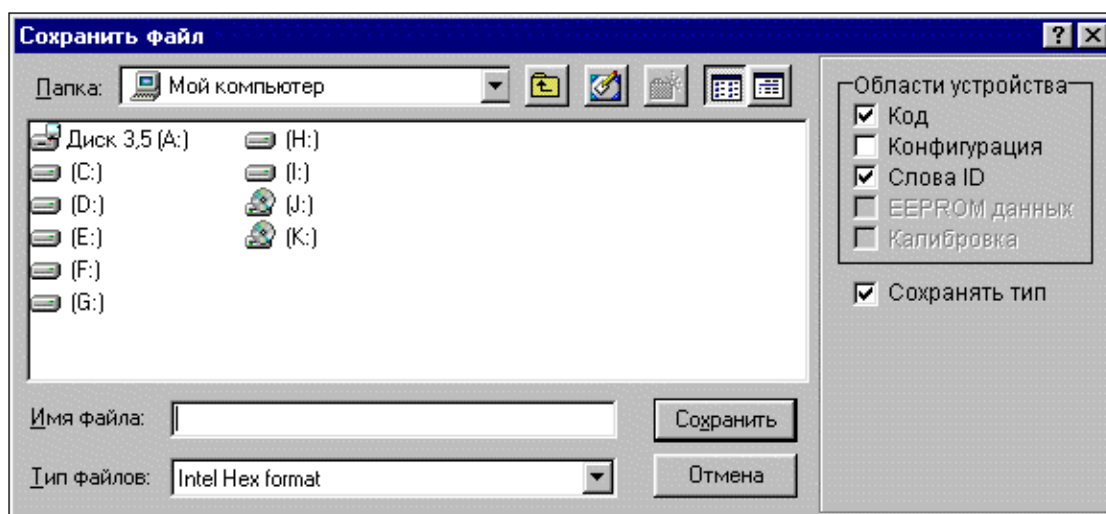 Сохранить файл
Папка: Мой компьютер
Диск 3,5 (A:)
(C:)
(D:)
(E:)
(F:)
(G:)
(H:)
(I:)
(J:)
(K:)
Имя файла:
Сохранить
Тип файлов: Intel Hex format
Отмена
Области устройства
Код
Конфигурация
Слова ID
EEPROM данных
Калибровка
Сохранять тип